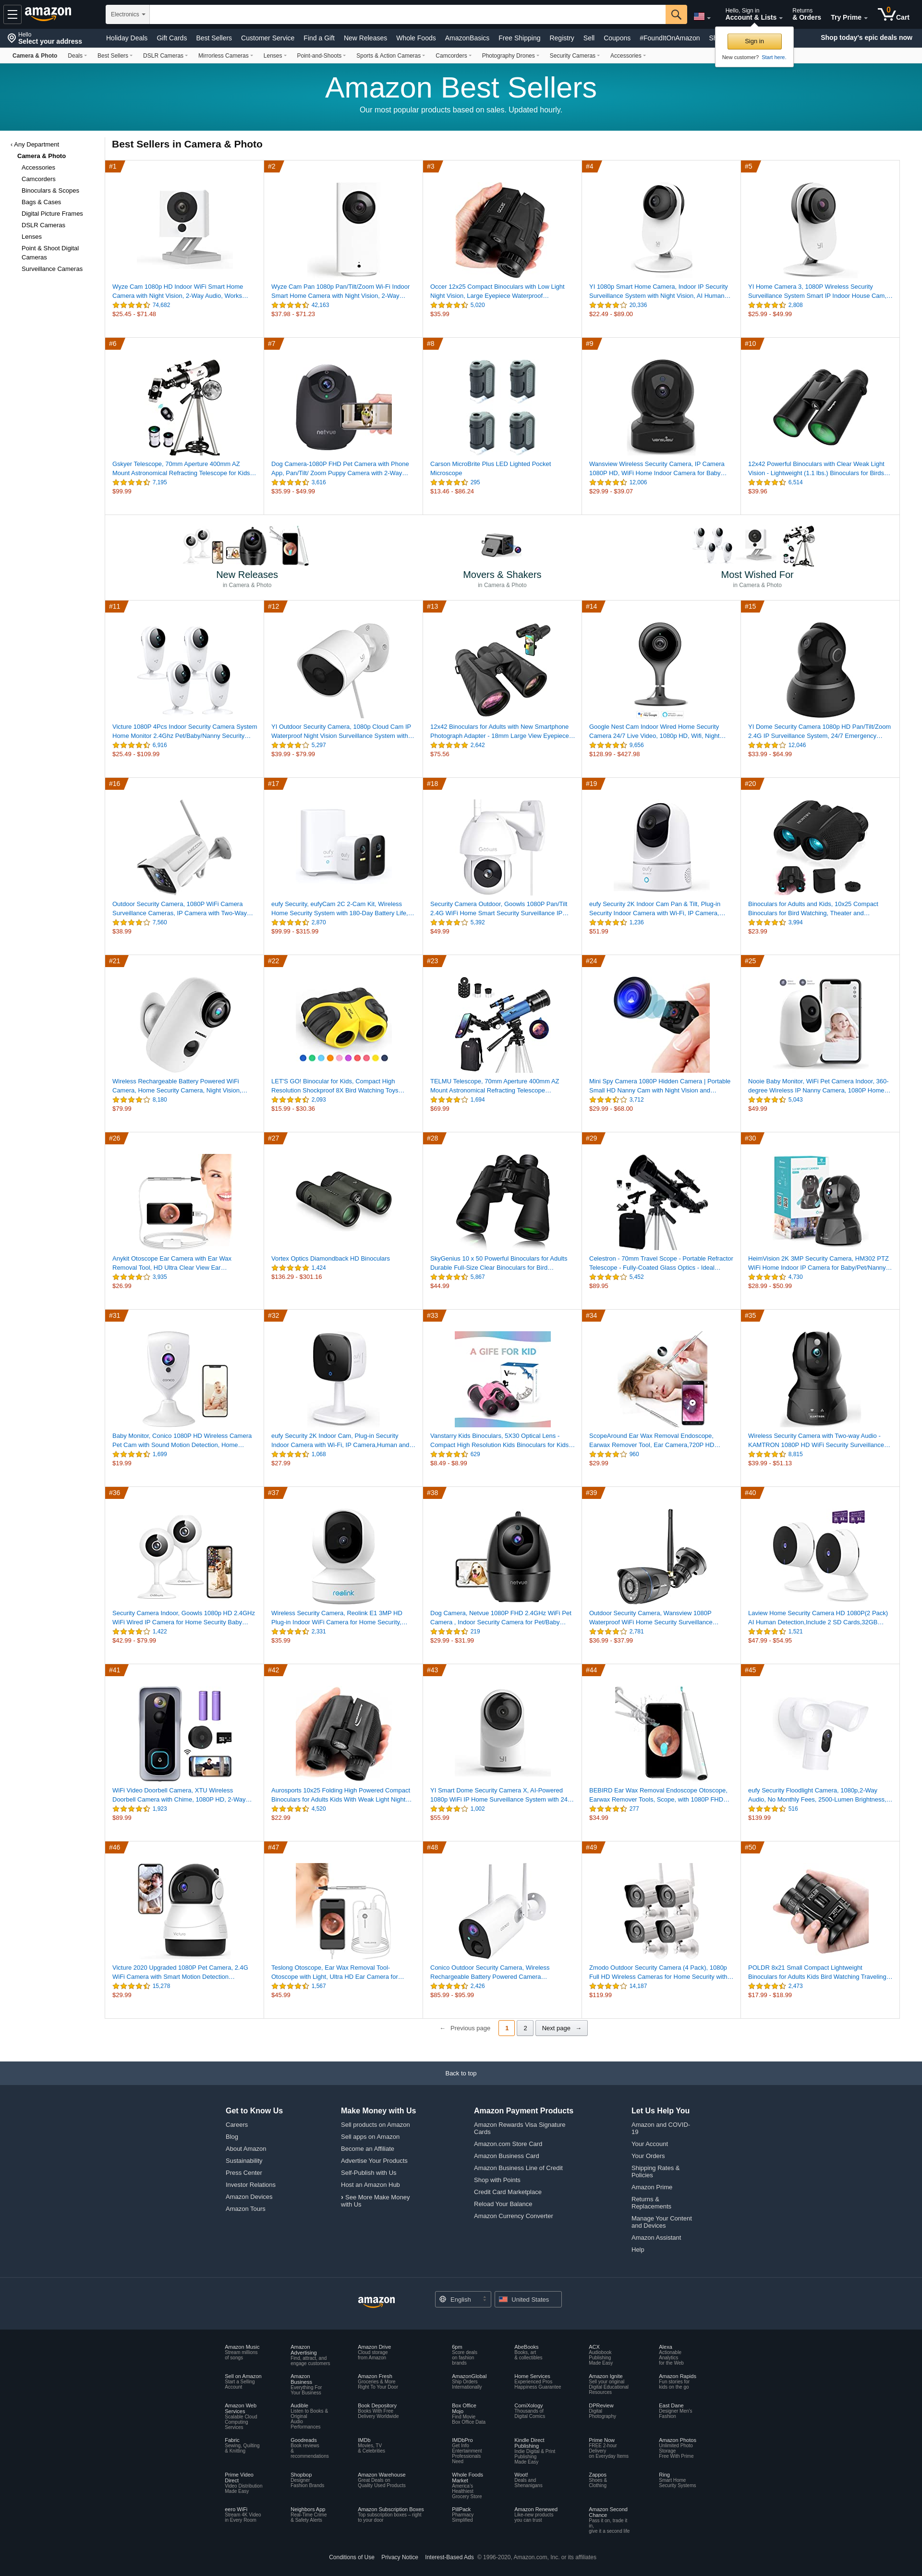 amazon
Electronics
Hello, Sign in
Account & Lists
Returns
& Orders
Try Prime
0
Cart
Hello
Select your address
Holiday Deals Gift Cards Best Sellers Customer Service Find a Gift New Releases Whole Foods AmazonBasics Free Shipping Registry Sell Coupons #FoundItOnAmazon
Shop today's epic deals now
Sign in
New customer? Start here.
Camera & Photo Deals Best Sellers DSLR Cameras Mirrorless Cameras Lenses Point-and-Shoots Sports & Action Cameras Camcorders Photography Drones Security Cameras Accessories
Amazon Best Sellers
Our most popular products based on sales. Updated hourly.
‹ Any Department
Camera & Photo
Accessories
Camcorders
Binoculars & Scopes
Bags & Cases
Digital Picture Frames
DSLR Cameras
Lenses
Point & Shoot Digital
Cameras
Surveillance Cameras
Best Sellers in Camera & Photo
#1
Wyze Cam 1080p HD Indoor WiFi Smart Home
Camera with Night Vision, 2-Way Audio, Works…
74,682
$25.45 - $71.48
#2
Wyze Cam Pan 1080p Pan/Tilt/Zoom Wi-Fi Indoor
Smart Home Camera with Night Vision, 2-Way…
42,163
$37.98 - $71.23
#3
Occer 12x25 Compact Binoculars with Low Light
Night Vision, Large Eyepiece Waterproof…
5,020
$35.99
#4
YI 1080p Smart Home Camera, Indoor IP Security
Surveillance System with Night Vision, AI Human…
20,336
$22.49 - $89.00
#5
YI Home Camera 3, 1080P Wireless Security
Surveillance System Smart IP Indoor House Cam,…
2,808
$25.99 - $49.99
#6
Gskyer Telescope, 70mm Aperture 400mm AZ
Mount Astronomical Refracting Telescope for Kids…
7,195
$99.99
#7
netvue
Dog Camera-1080P FHD Pet Camera with Phone
App, Pan/Tilt/ Zoom Puppy Camera with 2-Way…
3,616
$35.99 - $49.99
#8
Carson MicroBrite Plus LED Lighted Pocket
Microscope
295
$13.46 - $86.24
#9
wansview
Wansview Wireless Security Camera, IP Camera
1080P HD, WiFi Home Indoor Camera for Baby…
12,006
$29.99 - $39.07
#10
12x42 Powerful Binoculars with Clear Weak Light
Vision - Lightweight (1.1 lbs.) Binoculars for Birds…
6,514
$39.96
New Releases
in Camera & Photo
Movers & Shakers
in Camera & Photo
Most Wished For
in Camera & Photo
#11
Victure 1080P 4Pcs Indoor Security Camera System
Home Monitor 2.4Ghz Pet/Baby/Nanny Security…
6,916
$25.49 - $109.99
#12
YI Outdoor Security Camera, 1080p Cloud Cam IP
Waterproof Night Vision Surveillance System with…
5,297
$39.99 - $79.99
#13
12x42 Binoculars for Adults with New Smartphone
Photograph Adapter - 18mm Large View Eyepiece…
2,642
$75.56
#14
Google Nest Cam Indoor Wired Home Security
Camera 24/7 Live Video, 1080p HD, Wifi, Night…
9,656
$128.99 - $427.98
#15
YI Dome Security Camera 1080p HD Pan/Tilt/Zoom
2.4G IP Surveillance System, 24/7 Emergency…
12,046
$33.99 - $64.99
#16
Outdoor Security Camera, 1080P WiFi Camera
Surveillance Cameras, IP Camera with Two-Way…
7,560
$38.99
#17
eufy Security, eufyCam 2C 2-Cam Kit, Wireless
Home Security System with 180-Day Battery Life,…
2,870
$99.99 - $315.99
#18
Security Camera Outdoor, Goowls 1080P Pan/Tilt
2.4G WiFi Home Smart Security Surveillance IP…
5,392
$49.99
#19
eufy Security 2K Indoor Cam Pan & Tilt, Plug-in
Security Indoor Camera with Wi-Fi, IP Camera,…
1,236
$51.99
#20
Binoculars for Adults and Kids, 10x25 Compact
Binoculars for Bird Watching, Theater and…
3,994
$23.99
#21
Wireless Rechargeable Battery Powered WiFi
Camera, Home Security Camera, Night Vision,…
8,180
$79.99
#22
LET'S GO! Binocular for Kids, Compact High
Resolution Shockproof 8X Bird Watching Toys…
2,093
$15.99 - $30.36
#23
TELMU Telescope, 70mm Aperture 400mm AZ
Mount Astronomical Refracting Telescope…
1,694
$69.99
#24
Mini Spy Camera 1080P Hidden Camera | Portable
Small HD Nanny Cam with Night Vision and…
3,712
$29.99 - $68.00
#25
Nooie Baby Monitor, WiFi Pet Camera Indoor, 360-
degree Wireless IP Nanny Camera, 1080P Home…
5,043
$49.99
#26
Anykit Otoscope Ear Camera with Ear Wax
Removal Tool, HD Ultra Clear View Ear…
3,935
$26.99
#27
Vortex Optics Diamondback HD Binoculars
1,424
$136.29 - $301.16
#28
SkyGenius 10 x 50 Powerful Binoculars for Adults
Durable Full-Size Clear Binoculars for Bird…
5,867
$44.99
#29
Celestron - 70mm Travel Scope - Portable Refractor
Telescope - Fully-Coated Glass Optics - Ideal…
5,452
$89.95
#30
HeimVision 2K 3MP Security Camera, HM302 PTZ
WiFi Home Indoor IP Camera for Baby/Pet/Nanny…
4,730
$28.99 - $50.99
#31
Baby Monitor, Conico 1080P HD Wireless Camera
Pet Cam with Sound Motion Detection, Home…
1,699
$19.99
#32
eufy Security 2K Indoor Cam, Plug-in Security
Indoor Camera with Wi-Fi, IP Camera,Human and…
1,068
$27.99
#33
A GIFE FOR KID
Vanstarry Kids Binoculars, 5X30 Optical Lens -
Compact High Resolution Kids Binoculars for Kids…
629
$8.49 - $8.99
#34
ScopeAround Ear Wax Removal Endoscope,
Earwax Remover Tool, Ear Camera,720P HD…
960
$29.99
#35
Wireless Security Camera with Two-way Audio -
KAMTRON 1080P HD WiFi Security Surveillance…
8,815
$39.99 - $51.13
#36
Security Camera Indoor, Goowls 1080p HD 2.4GHz
WiFi Wired IP Camera for Home Security Baby…
1,422
$42.99 - $79.99
#37
reolink
Wireless Security Camera, Reolink E1 3MP HD
Plug-in Indoor WiFi Camera for Home Security,…
2,331
$35.99
#38
netvue
Dog Camera, Netvue 1080P FHD 2.4GHz WiFi Pet
Camera , Indoor Security Camera for Pet/Baby…
219
$29.99 - $31.99
#39
Outdoor Security Camera, Wansview 1080P
Waterproof WiFi Home Security Surveillance…
2,781
$36.99 - $37.99
#40
Laview Home Security Camera HD 1080P(2 Pack)
AI Human Detection,Include 2 SD Cards,32GB…
1,521
$47.99 - $54.95
#41
WiFi Video Doorbell Camera, XTU Wireless
Doorbell Camera with Chime, 1080P HD, 2-Way…
1,923
$89.99
#42
Aurosports 10x25 Folding High Powered Compact
Binoculars for Adults Kids With Weak Light Night…
4,520
$22.99
#43
YI Smart Dome Security Camera X, AI-Powered
1080p WiFi IP Home Surveillance System with 24…
1,002
$55.99
#44
BEBIRD Ear Wax Removal Endoscope Otoscope,
Earwax Remover Tools, Scope, with 1080P FHD…
277
$34.99
#45
eufy Security Floodlight Camera, 1080p,2-Way
Audio, No Monthly Fees, 2500-Lumen Brightness,…
516
$139.99
#46
Victure 2020 Upgraded 1080P Pet Camera, 2.4G
WiFi Camera with Smart Motion Detection…
15,278
$29.99
#47
Teslong Otoscope, Ear Wax Removal Tool-
Otoscope with Light, Ultra HD Ear Camera for…
1,567
$45.99
#48
Conico Outdoor Security Camera, Wireless
Rechargeable Battery Powered Camera…
2,426
$85.99 - $95.99
#49
Zmodo Outdoor Security Camera (4 Pack), 1080p
Full HD Wireless Cameras for Home Security with…
14,187
$119.99
#50
POLDR 8x21 Small Compact Lightweight
Binoculars for Adults Kids Bird Watching Traveling…
2,473
$17.99 - $18.99
← Previous page 1 2 Next page →
Back to top
Get to Know Us
Careers
Blog
About Amazon
Sustainability
Press Center
Investor Relations
Amazon Devices
Amazon Tours
Make Money with Us
Sell products on Amazon
Sell apps on Amazon
Become an Affiliate
Advertise Your Products
Self-Publish with Us
Host an Amazon Hub
› See More Make Money
with Us
Amazon Payment Products
Amazon Rewards Visa Signature
Cards
Amazon.com Store Card
Amazon Business Card
Amazon Business Line of Credit
Shop with Points
Credit Card Marketplace
Reload Your Balance
Amazon Currency Converter
Let Us Help You
Amazon and COVID-
19
Your Account
Your Orders
Shipping Rates &
Policies
Amazon Prime
Returns &
Replacements
Manage Your Content
and Devices
Amazon Assistant
Help
amazon
English
United States
Amazon Music
Stream millions
of songs
Amazon
Advertising
Find, attract, and
engage customers
Amazon Drive
Cloud storage
from Amazon
6pm
Score deals
on fashion
brands
AbeBooks
Books, art
& collectibles
ACX
Audiobook
Publishing
Made Easy
Alexa
Actionable
Analytics
for the Web
Sell on Amazon
Start a Selling
Account
Amazon
Business
Everything For
Your Business
Amazon Fresh
Groceries & More
Right To Your Door
AmazonGlobal
Ship Orders
Internationally
Home Services
Experienced Pros
Happiness Guarantee
Amazon Ignite
Sell your original
Digital Educational
Resources
Amazon Rapids
Fun stories for
kids on the go
Amazon Web
Services
Scalable Cloud
Computing
Services
Audible
Listen to Books &
Original
Audio
Performances
Book Depository
Books With Free
Delivery Worldwide
Box Office
Mojo
Find Movie
Box Office Data
ComiXology
Thousands of
Digital Comics
DPReview
Digital
Photography
East Dane
Designer Men's
Fashion
Fabric
Sewing, Quilting
& Knitting
Goodreads
Book reviews
&
recommendations
IMDb
Movies, TV
& Celebrities
IMDbPro
Get Info
Entertainment
Professionals
Need
Kindle Direct
Publishing
Indie Digital & Print
Publishing
Made Easy
Prime Now
FREE 2-hour
Delivery
on Everyday Items
Amazon Photos
Unlimited Photo
Storage
Free With Prime
Prime Video
Direct
Video Distribution
Made Easy
Shopbop
Designer
Fashion Brands
Amazon Warehouse
Great Deals on
Quality Used Products
Whole Foods
Market
America's
Healthiest
Grocery Store
Woot!
Deals and
Shenanigans
Zappos
Shoes &
Clothing
Ring
Smart Home
Security Systems
eero WiFi
Stream 4K Video
in Every Room
Neighbors App
Real-Time Crime
& Safety Alerts
Amazon Subscription Boxes
Top subscription boxes – right
to your door
PillPack
Pharmacy
Simplified
Amazon Renewed
Like-new products
you can trust
Amazon Second
Chance
Pass it on, trade it
in,
give it a second life
Conditions of Use Privacy Notice Interest-Based Ads © 1996-2020, Amazon.com, Inc. or its affiliates